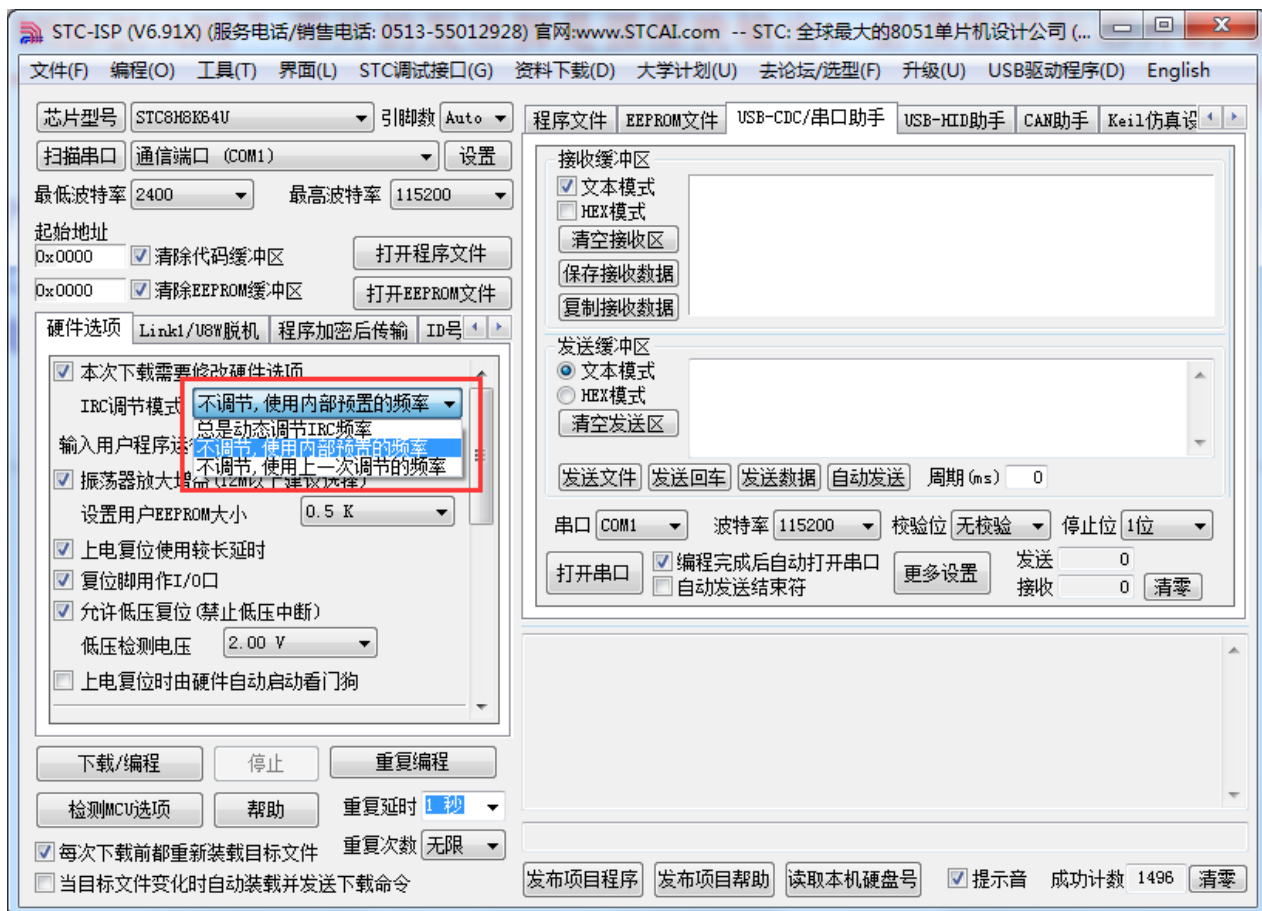 STC-ISP (V6.91X) (服务电话/销售电话: 0513-55012928) 官网:www.STCAI.com -- STC: 全球最大的8051单片机设计公司 (...
文件(F) 编程(O) 工具(T) 界面(L) STC调试接口(G) 资料下载(D) 大学计划(U) 去论坛/选型(F) 升级(U) USB驱动程序(D) English
芯片型号 STC8H8K64U 引脚数 Auto
扫描串口 通信端口 (COM1) 设置
最低波特率 2400 最高波特率 115200
起始地址
0x0000 清除代码缓冲区 打开程序文件
0x0000 清除EEPROM缓冲区 打开EEPROM文件
硬件选项 Link1/U8W脱机 程序加密后传输 ID号
本次下载需要修改硬件选项
IRC调节模式 不调节,使用内部预置的频率
总是动态调节IRC频率
输入用户程序运 不调节,使用内部预置的频率
不调节,使用上一次调节的频率
振荡器放大增益(12M以上建议选择)
设置用户EEPROM大小 0.5 K
上电复位使用较长延时
复位脚用作I/O口
允许低压复位(禁止低压中断)
低压检测电压 2.00 V
上电复位时由硬件自动启动看门狗
下载/编程 停止 重复编程
检测MCU选项 帮助 重复延时 1 秒
每次下载前都重新装载目标文件 重复次数 无限
当目标文件变化时自动装载并发送下载命令
程序文件 EEPROM文件 USB-CDC/串口助手 USB-HID助手 CAN助手 Keil仿真设
接收缓冲区
文本模式
HEX模式
清空接收区
保存接收数据
复制接收数据
发送缓冲区
文本模式
HEX模式
清空发送区
发送文件 发送回车 发送数据 自动发送 周期(ms) 0
串口 COM1 波特率 115200 校验位 无校验 停止位 1位
打开串口 编程完成后自动打开串口 更多设置 发送 0
自动发送结束符 接收 0 清零
发布项目程序 发布项目帮助 读取本机硬盘号 提示音 成功计数 1496 清零